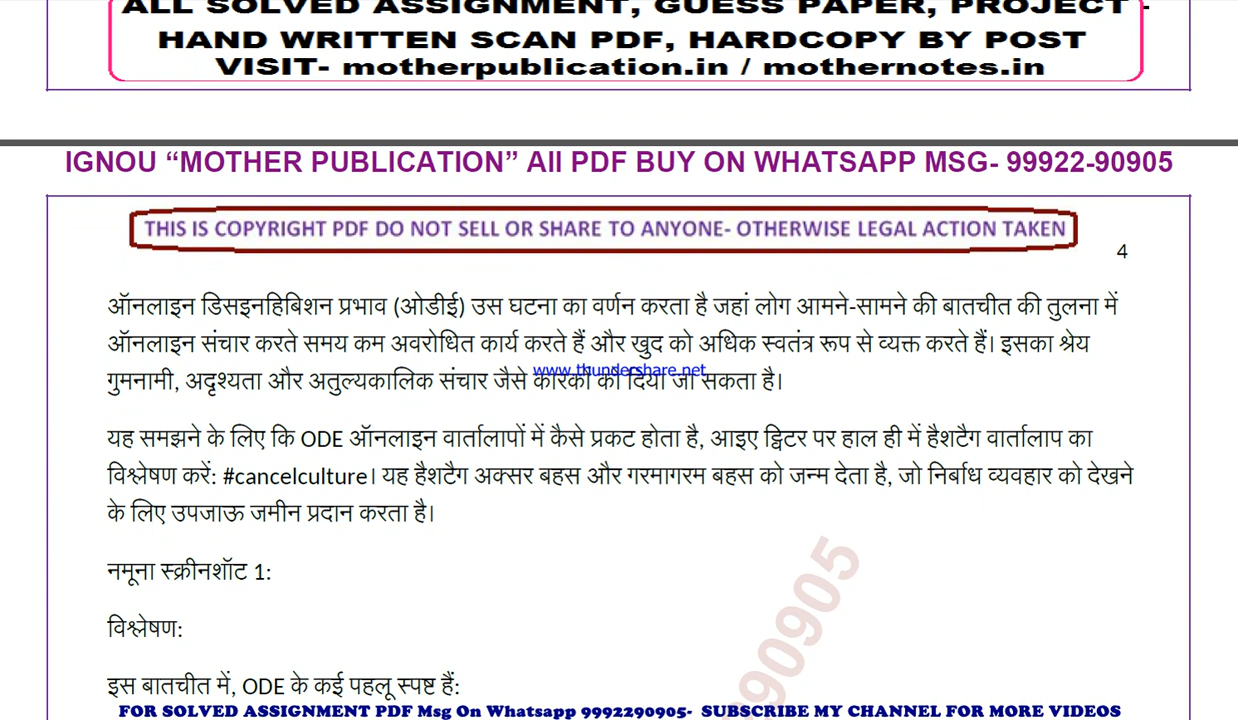 ALL SOLVED ASSIGNMENT, GUESS PAPER, PROJECT -
HAND WRITTEN SCAN PDF, HARDCOPY BY POST
VISIT- motherpublication.in / mothernotes.in
IGNOU “MOTHER PUBLICATION” All PDF BUY ON WHATSAPP MSG- 99922-90905
THIS IS COPYRIGHT PDF DO NOT SELL OR SHARE TO ANYONE- OTHERWISE LEGAL ACTION TAKEN
4
ऑनलाइन डिसइनहिबिशन प्रभाव (ओडीई) उस घटना का वर्णन करता है जहां लोग आमने-सामने की बातचीत की तुलना में
ऑनलाइन संचार करते समय कम अवरोधित कार्य करते हैं और खुद को अधिक स्वतंत्र रूप से व्यक्त करते हैं। इसका श्रेय
www.thundershare.net
गुमनामी, अदृश्यता और अतुल्यकालिक संचार जैसे कारकों को दिया जा सकता है।
यह समझने के लिए कि ODE ऑनलाइन वार्तालापों में कैसे प्रकट होता है, आइए ट्विटर पर हाल ही में हैशटैग वार्तालाप का
विश्लेषण करें: #cancelculture। यह हैशटैग अक्सर बहस और गरमागरम बहस को जन्म देता है, जो निर्बाध व्यवहार को देखने
के लिए उपजाऊ जमीन प्रदान करता है।
नमूना स्क्रीनशॉट 1:
विश्लेषण:
90905
इस बातचीत में, ODE के कई पहलू स्पष्ट हैं:
FOR SOLVED ASSIGNMENT PDF Msg On Whatsapp 9992290905- SUBSCRIBE MY CHANNEL FOR MORE VIDEOS